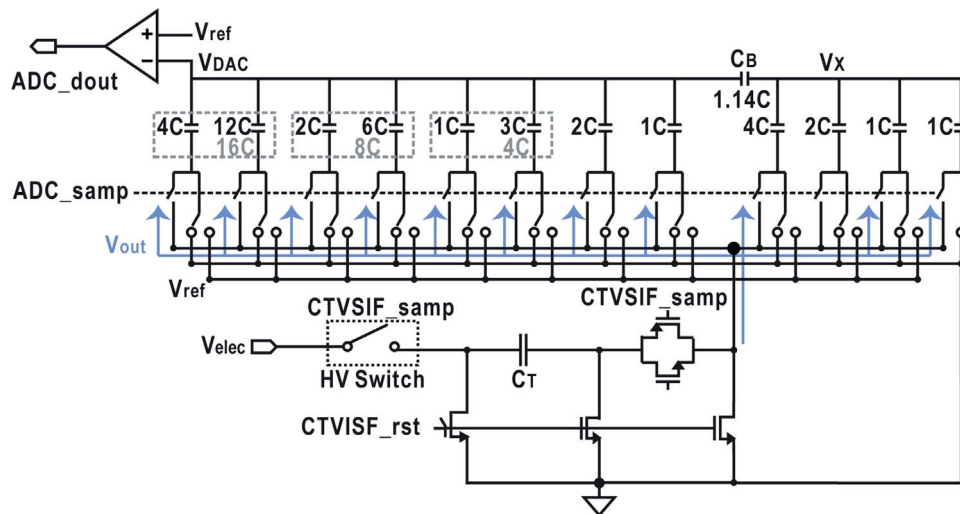 Vref
ADC_dout
VDAC
CB
VX
1.14C
4C 12C 2C 6C 1C 3C 2C 1C 4C 2C 1C 1C
16C 8C 4C
ADC_samp
Vout
Vref
CTVSIF_samp
CTVSIF_samp
Velec
HV Switch
CT
CTVISF_rst